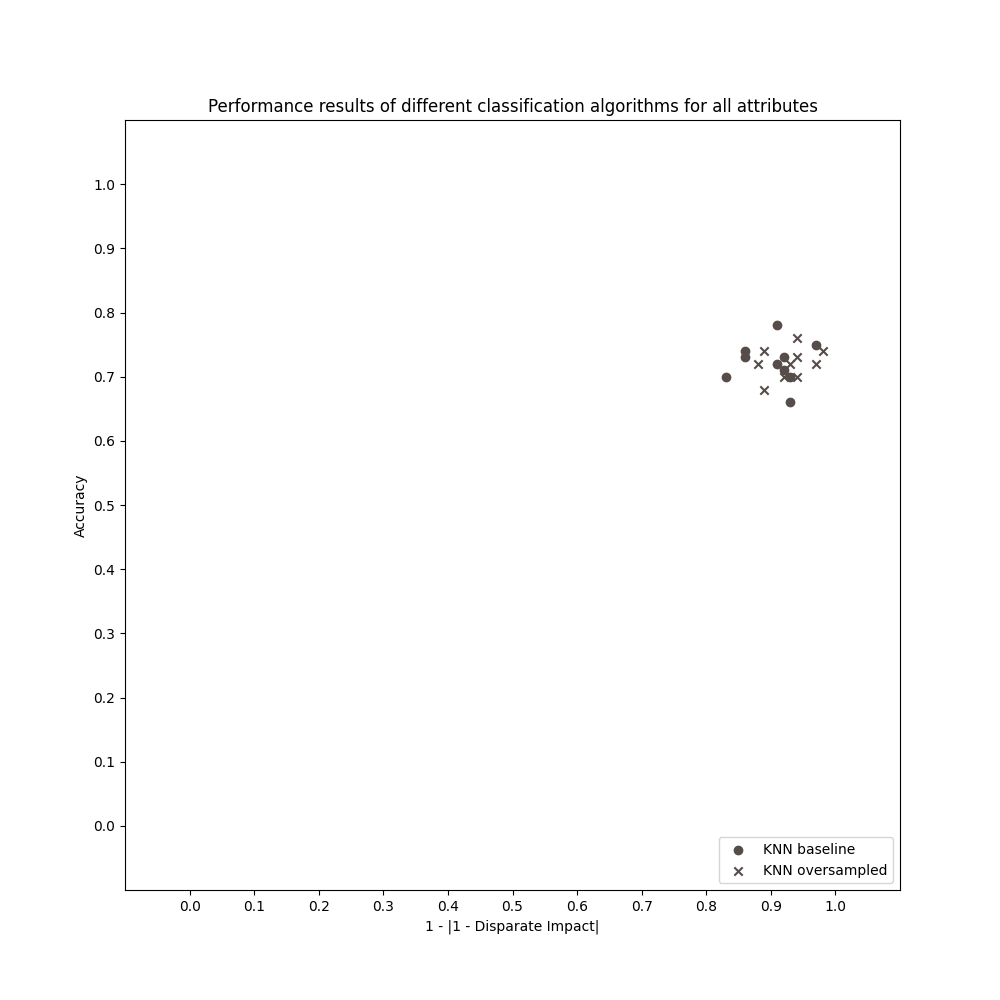 Performance results of different classification algorithms for all attributes
1.0
0.9
0.8
0.7
0.6
0.5
0.4
0.3
0.2
0.1
0.0
Accuracy
KNN baseline
KNN oversampled
0.0 0.1 0.2 0.3 0.4 0.5 0.6 0.7 0.8 0.9 1.0
1 - |1 - Disparate Impact|